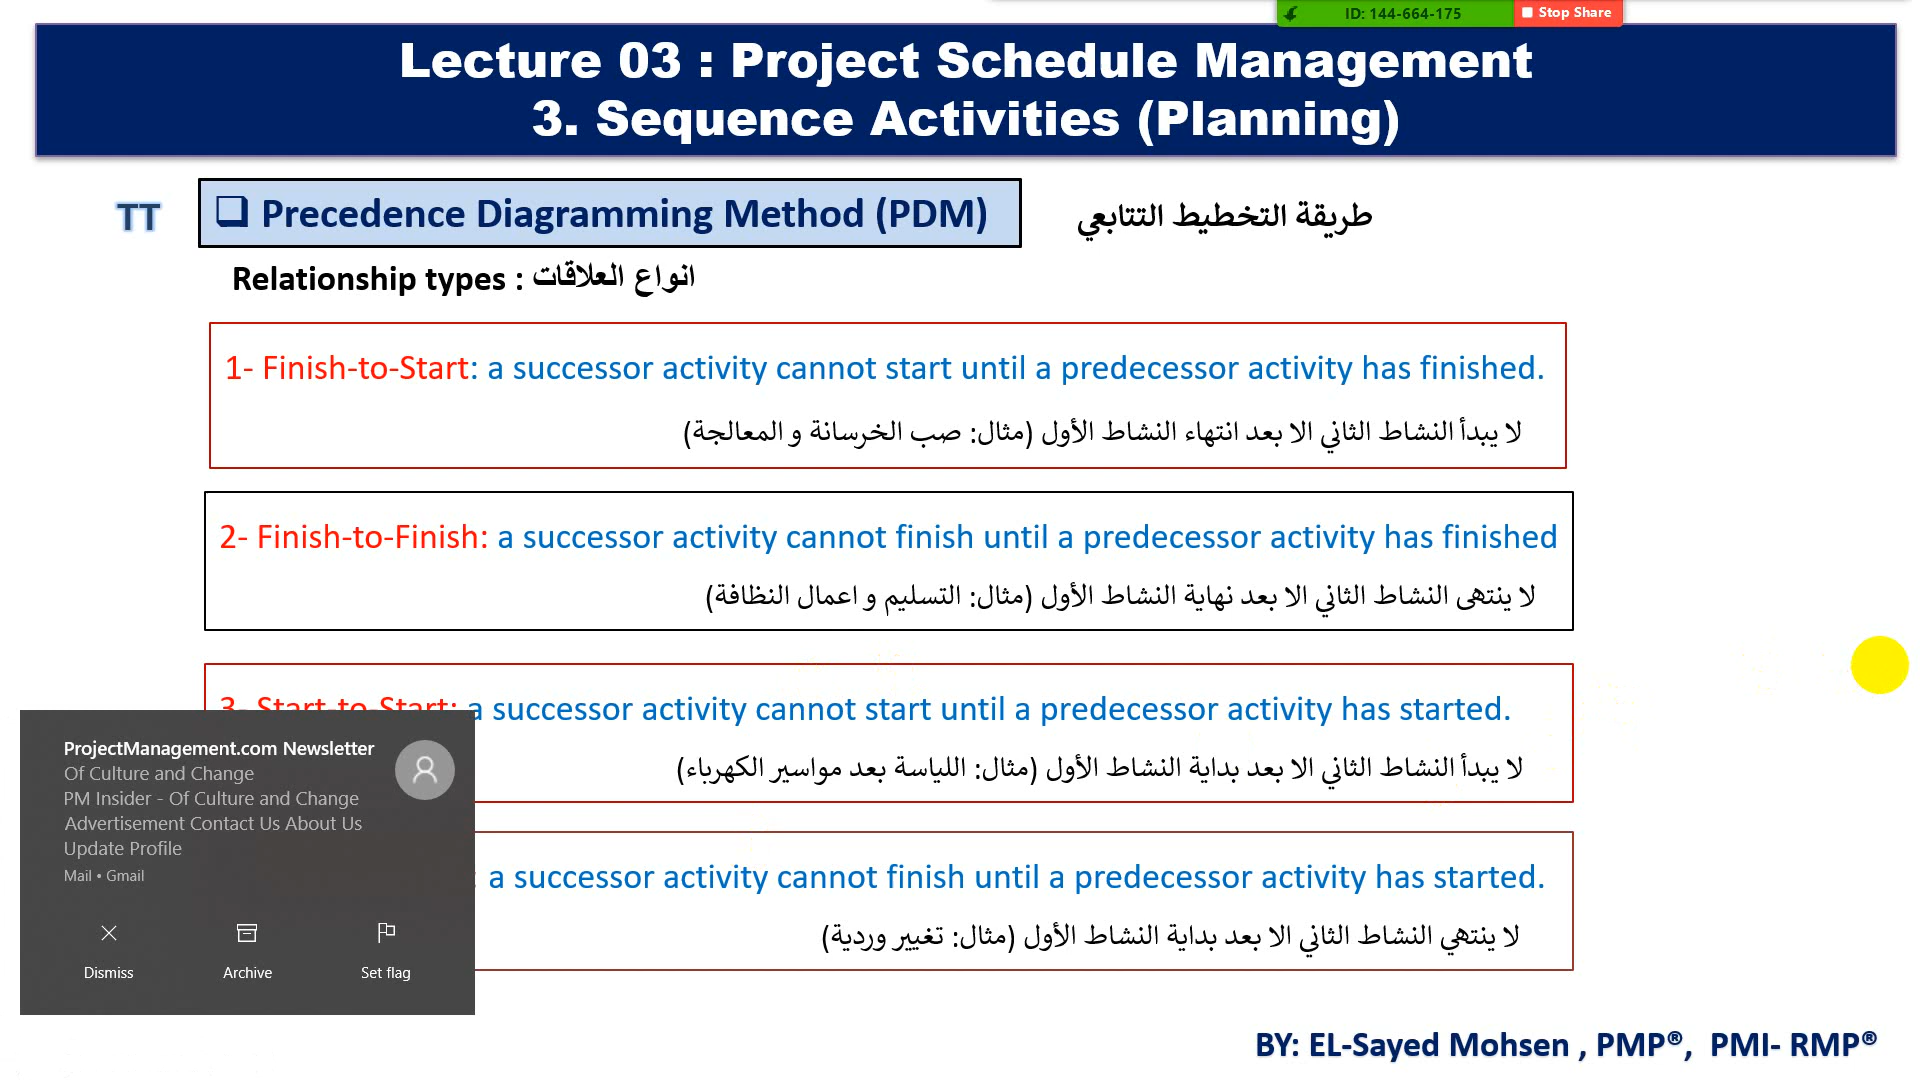 ID: 144-664-175
Stop Share
Lecture 03 : Project Schedule Management
3. Sequence Activities (Planning)
TT
Precedence Diagramming Method (PDM)
طريقة التخطيط التتابعي
Relationship types : انواع العلاقات
1- Finish-to-Start: a successor activity cannot start until a predecessor activity has finished.
لا يبدأ النشاط الثاني الا بعد انتهاء النشاط الأول (مثال: صب الخرسانة و المعالجة)
2- Finish-to-Finish: a successor activity cannot finish until a predecessor activity has finished
لا ينتهى النشاط الثاني الا بعد نهاية النشاط الأول (مثال: التسليم و اعمال النظافة)
3- Start-to-Start: a successor activity cannot start until a predecessor activity has started.
لا يبدأ النشاط الثاني الا بعد بداية النشاط الأول (مثال: اللياسة بعد مواسير الكهرباء)
: a successor activity cannot finish until a predecessor activity has started.
لا ينتهي النشاط الثاني الا بعد بداية النشاط الأول (مثال: تغيير وردية)
ProjectManagement.com Newsletter
Of Culture and Change
PM Insider - Of Culture and Change
Advertisement Contact Us About Us
Update Profile
Mail • Gmail
Dismiss
Archive
Set flag
BY: EL-Sayed Mohsen , PMP®, PMI- RMP®